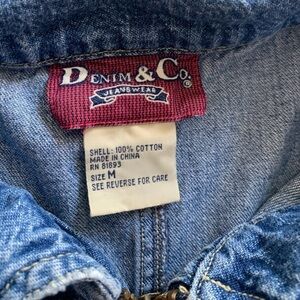 DENIM & CO.®
JEANSWEAR
SHELL: 100% COTTON
MADE IN CHINA
RN 81893
SIZE M
SEE REVERSE FOR CARE